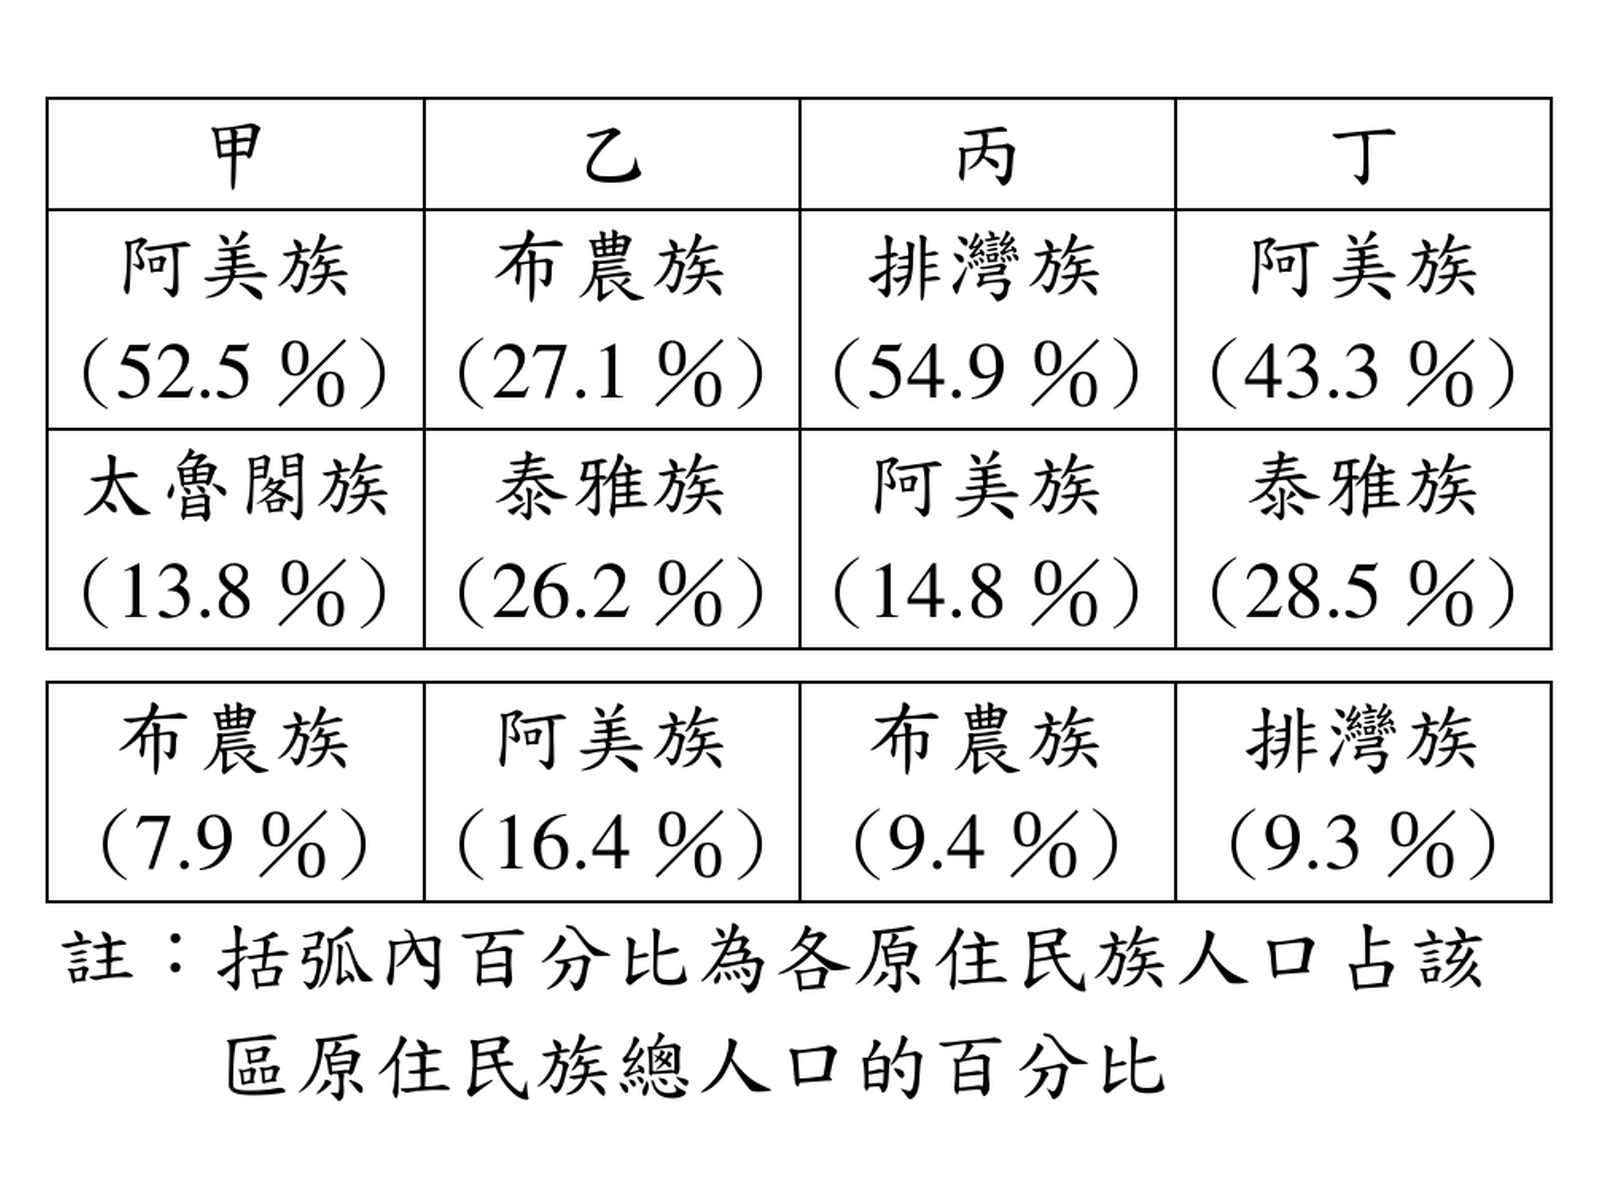 甲 乙 丙 丁
阿美族 布農族 排灣族 阿美族
（52.5 %） （27.1 %） （54.9 %） （43.3 %）
太魯閣族 泰雅族 阿美族 泰雅族
（13.8 %） （26.2 %） （14.8 %） （28.5 %）
布農族 阿美族 布農族 排灣族
（7.9 %） （16.4 %） （9.4 %） （9.3 %）
註：括弧內百分比為各原住民族人口占該
區原住民族總人口的百分比